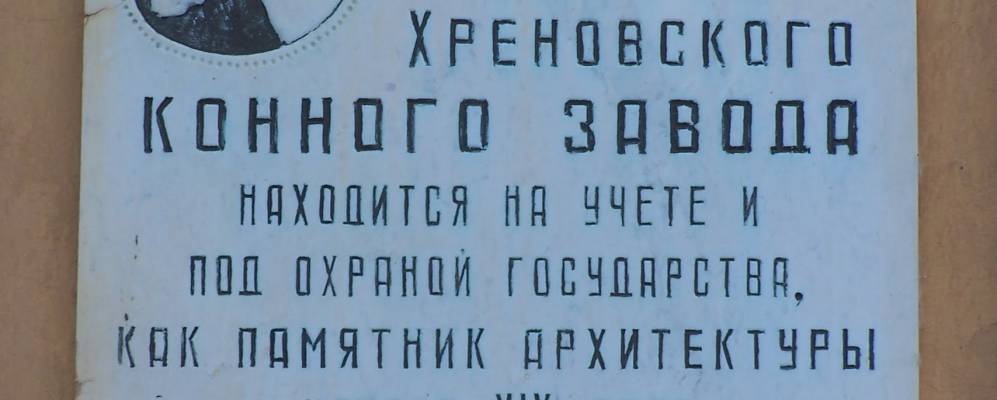 ХРЕНОВСКОГО
КОННОГО ЗАВОДА
НАХОДИТСЯ НА УЧЕТЕ И
ПОД ОХРАНОЙ ГОСУДАРСТВА,
КАК ПАМЯТНИК АРХИТЕКТУРЫ